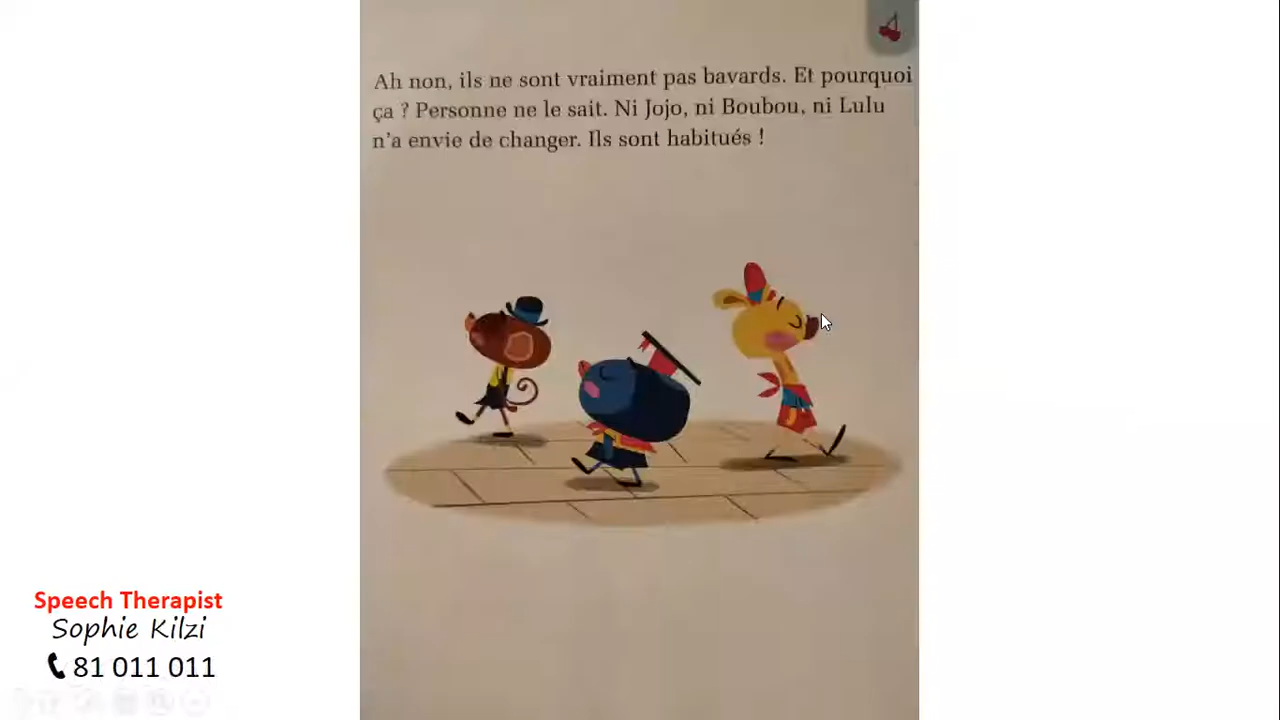 Ah non, ils ne sont vraiment pas bavards. Et pourquoi
ça ? Personne ne le sait. Ni Jojo, ni Boubou, ni Lulu
n'a envie de changer. Ils sont habitués !
Speech Therapist
Sophie Kilzi
81 011 011